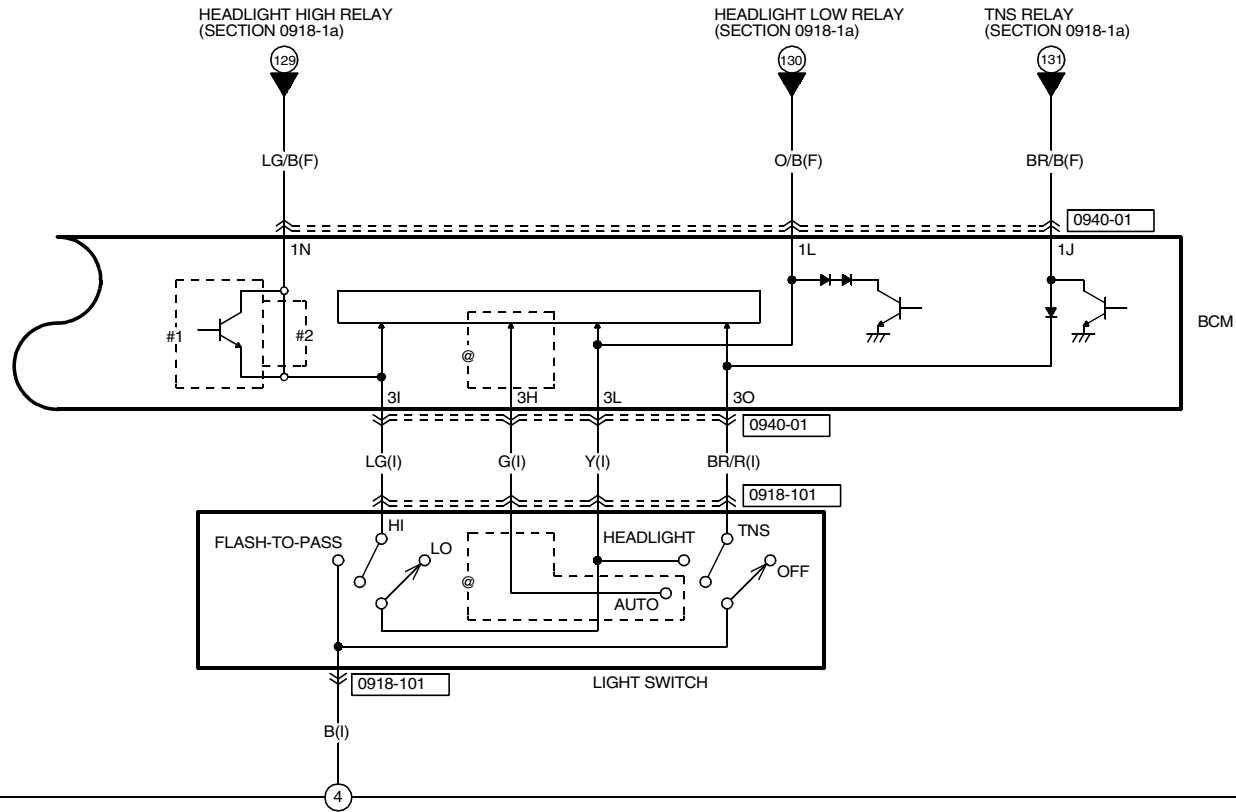 HEADLIGHT HIGH RELAY
(SECTION 0918-1a)
HEADLIGHT LOW RELAY
(SECTION 0918-1a)
TNS RELAY
(SECTION 0918-1a)
129
130
131
LG/B(F)
O/B(F)
BR/B(F)
0940-01
1N
1L
1J
#1
#2
@
BCM
3I
3H
3L
3O
0940-01
LG(I)
G(I)
Y(I)
BR/R(I)
0918-101
HI
TNS
FLASH-TO-PASS
LO
HEADLIGHT
OFF
@
AUTO
0918-101
LIGHT SWITCH
B(I)
4